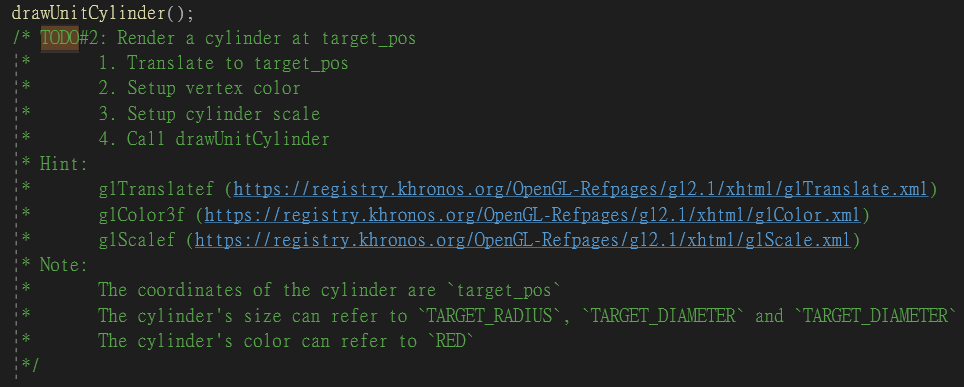 drawUnitCylinder();
/* TODO#2: Render a cylinder at target_pos
*       1. Translate to target_pos
*       2. Setup vertex color
*       3. Setup cylinder scale
*       4. Call drawUnitCylinder
* Hint:
*       glTranslatef (https://registry.khronos.org/OpenGL-Refpages/gl2.1/xhtml/glTranslate.xml)
*       glColor3f (https://registry.khronos.org/OpenGL-Refpages/gl2.1/xhtml/glColor.xml)
*       glScalef (https://registry.khronos.org/OpenGL-Refpages/gl2.1/xhtml/glScale.xml)
* Note:
*       The coordinates of the cylinder are `target_pos`
*       The cylinder's size can refer to `TARGET_RADIUS`, `TARGET_DIAMETER` and `TARGET_DIAMETER`
*       The cylinder's color can refer to `RED`
*/